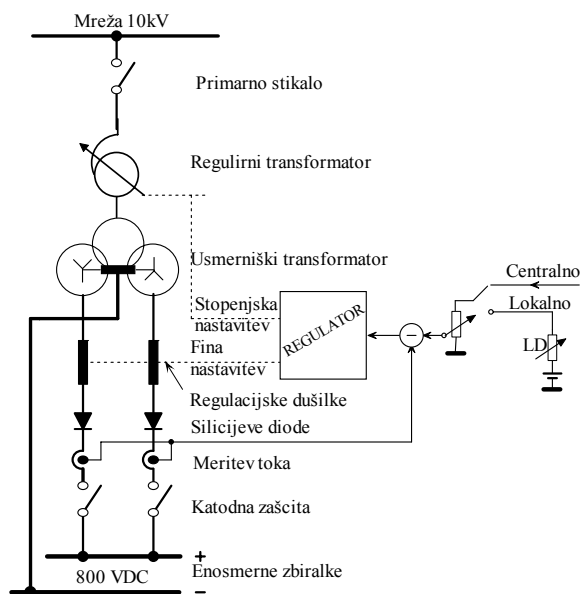 Mreža 10kV
Primarno stikalo
Regulirni transformator
Usmerniški transformator
Centralno
Stopenjska
nastavitev
REGULATOR
Lokalno
LD
Fina
nastavitev
Regulacijske dušilke
Silicijeve diode
Meritev toka
Katodna zašcita
+
800 VDC
Enosmerne zbiralke
−